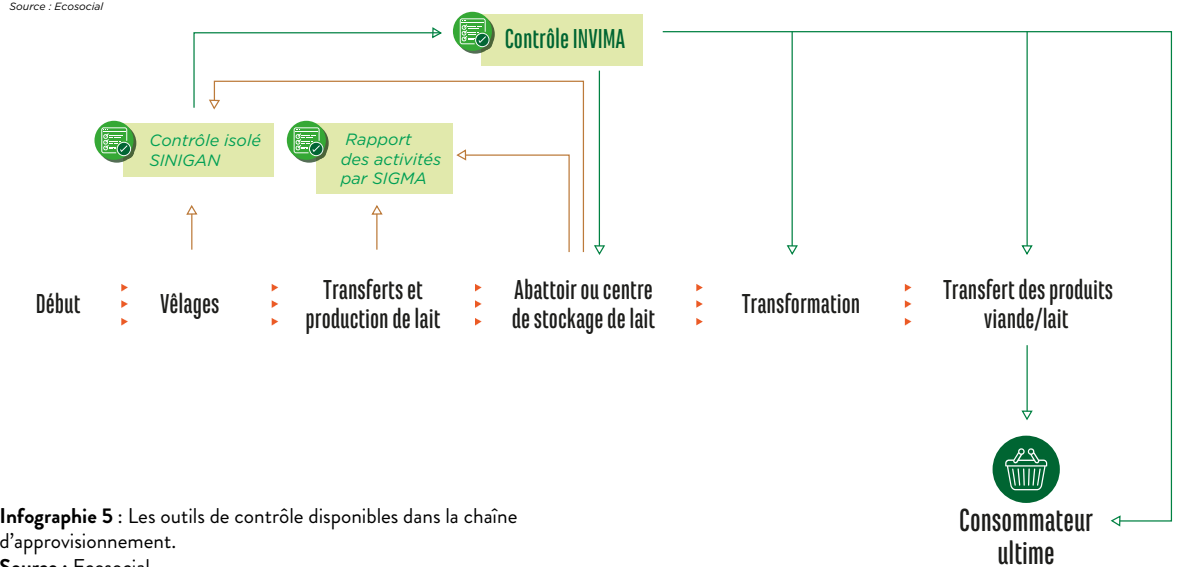 Source : Ecosocial
Contrôle INVIMA
Contrôle isolé
SINIGAN
Rapport
des activités
par SIGMA
Début
Vêlages
Transferts et
production de lait
Abattoir ou centre
de stockage de lait
Transformation
Transfert des produits
viande/lait
Consommateur
ultime
Infographie 5 : Les outils de contrôle disponibles dans la chaîne
d'approvisionnement.
Source : Ecosocial